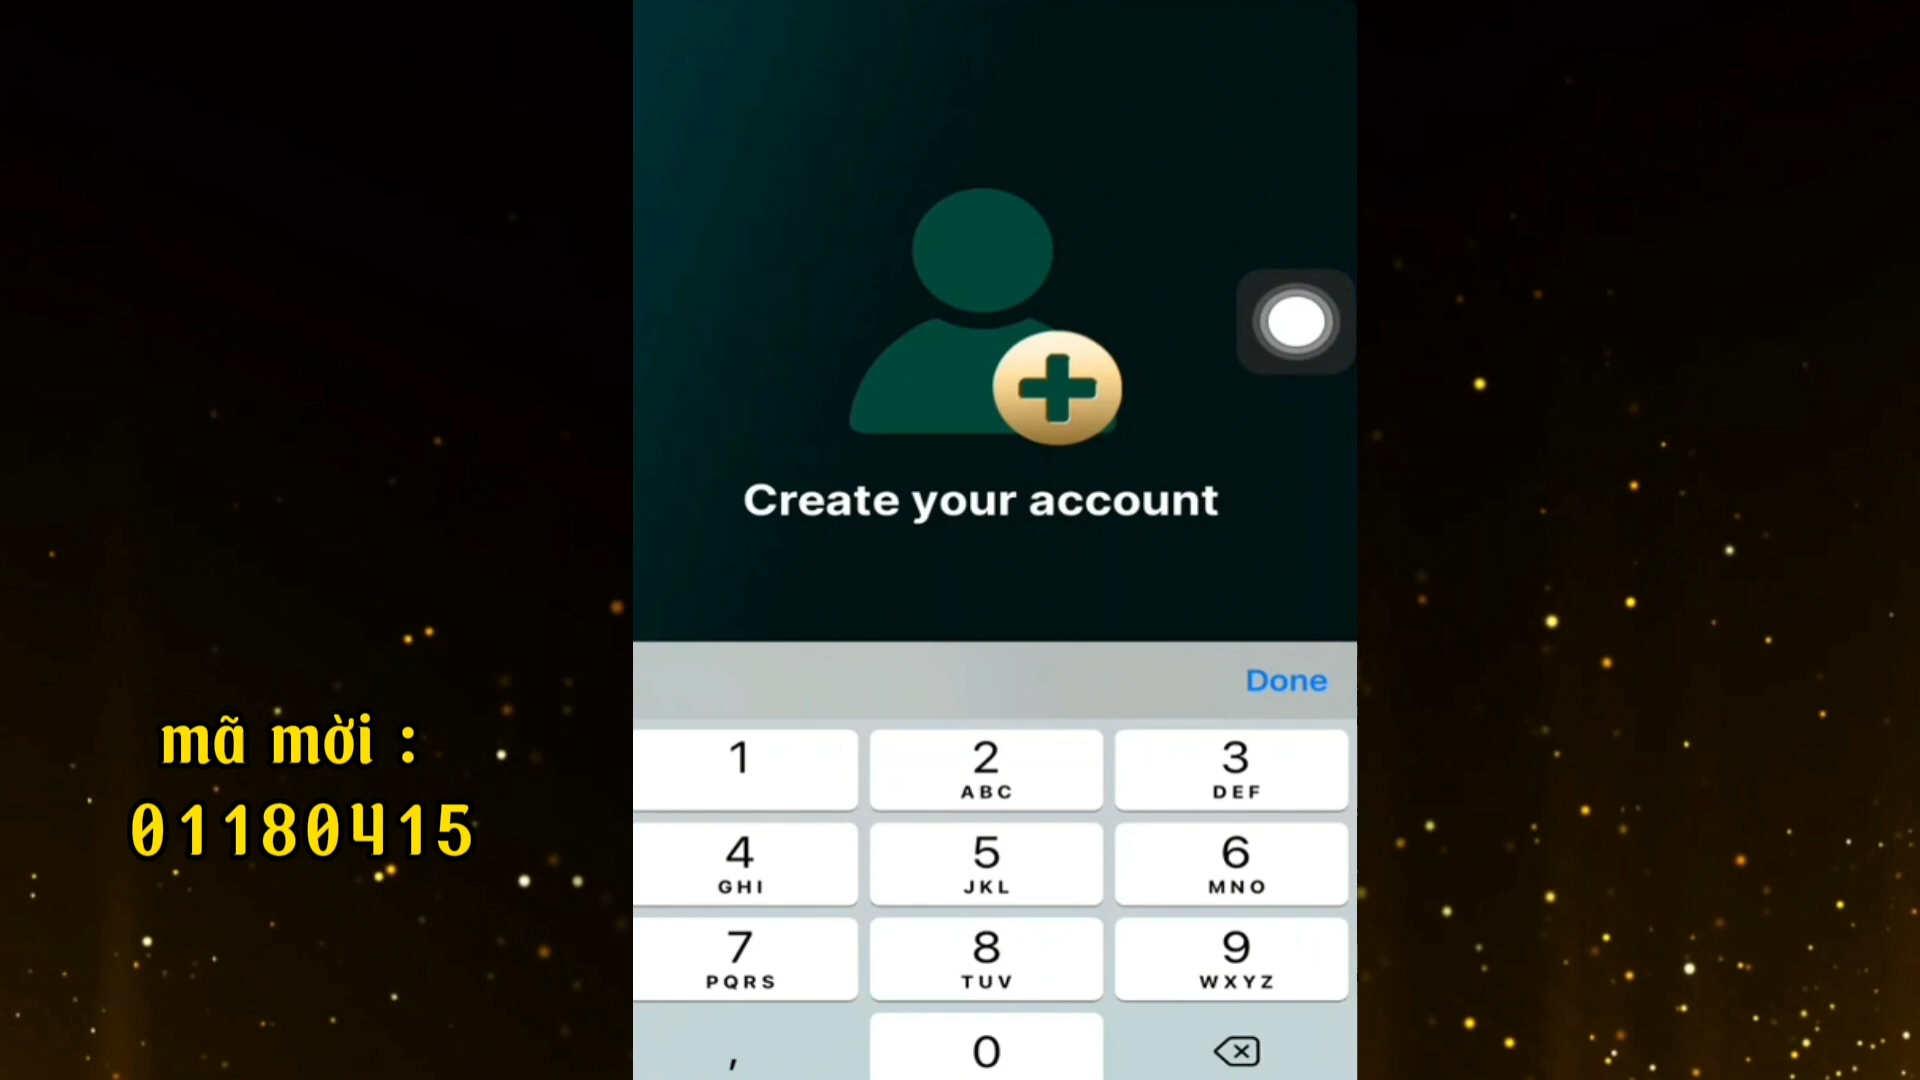 Create your account
Done
mã mời :
01180415
1
2
ABC
3
DEF
4
GHI
5
JKL
6
MNO
7
PQRS
8
TUV
9
WXYZ
,
0